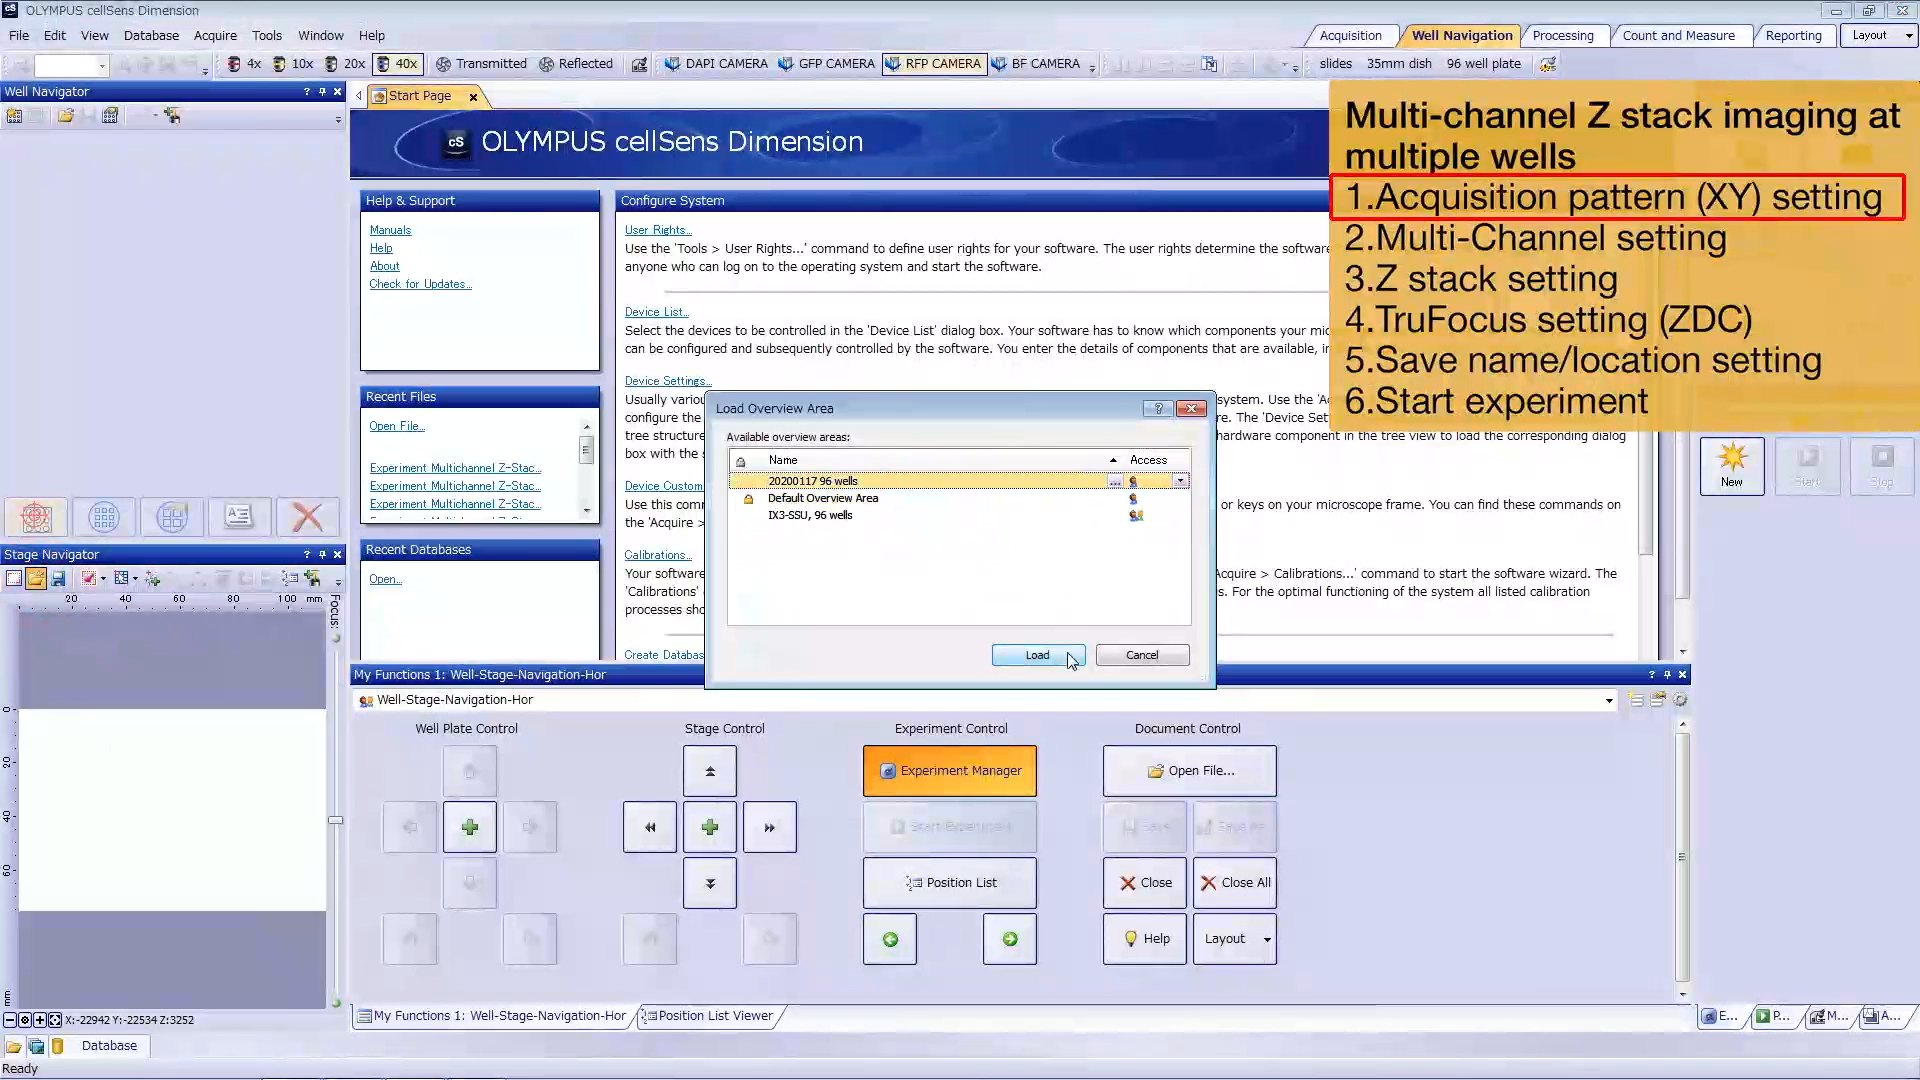 OLYMPUS cellSens Dimension
File Edit View Database Acquire Tools Window Help
Acquisition Well Navigation Processing Count and Measure Reporting Layout
4x 10x 20x 40x Transmitted Reflected DAPI CAMERA GFP CAMERA RFP CAMERA BF CAMERA slides 35mm dish 96 well plate
Well Navigator
Start Page
OLYMPUS cellSens Dimension
Multi-channel Z stack imaging at
multiple wells
1.Acquisition pattern (XY) setting
2.Multi-Channel setting
3.Z stack setting
4.TruFocus setting (ZDC)
5.Save name/location setting
6.Start experiment
Help & Support
Manuals
Help
About
Check for Updates...
Recent Files
Open File...
Experiment Multichannel Z-Stac...
Experiment Multichannel Z-Stac...
Experiment Multichannel Z-Stac...
Recent Databases
Open...
Configure System
User Rights...
Use the 'Tools > User Rights...' command to define user rights for your software. The user rights determine the software
anyone who can log on to the operating system and start the software.
Device List...
Select the devices to be controlled in the 'Device List' dialog box. Your software has to know which components your mi
can be configured and subsequently controlled by the software. You enter the details of components that are available, i
Device Settings...
Usually variou ystem. Use the 'Ac
configure the re. The 'Device Set
tree structure hardware component in the tree view to load the corresponding dialog
box with the s
Device Custom
Use this com or keys on your microscope frame. You can find these commands on
the 'Acquire >
Calibrations...
Your software Acquire > Calibrations...' command to start the software wizard. The
'Calibrations' . For the optimal functioning of the system all listed calibration
processes sho
Create Databas
Load Overview Area
Available overview areas:
Name Access
20200117 96 wells ...
Default Overview Area
IX3-SSU, 96 wells
Load Cancel
New Start Stop
Stage Navigator
20 40 60 80 100 mm
Focus:
0
20
40
60
mm
X:-22942 Y:-22534 Z:3252
Database
Ready
My Functions 1: Well-Stage-Navigation-Hor
Well-Stage-Navigation-Hor
Well Plate Control Stage Control Experiment Control Document Control
Experiment Manager Open File...
Start Experiment Save Save As
Position List Close Close All
Help Layout
My Functions 1: Well-Stage-Navigation-Hor Position List Viewer
E... P... M... A...